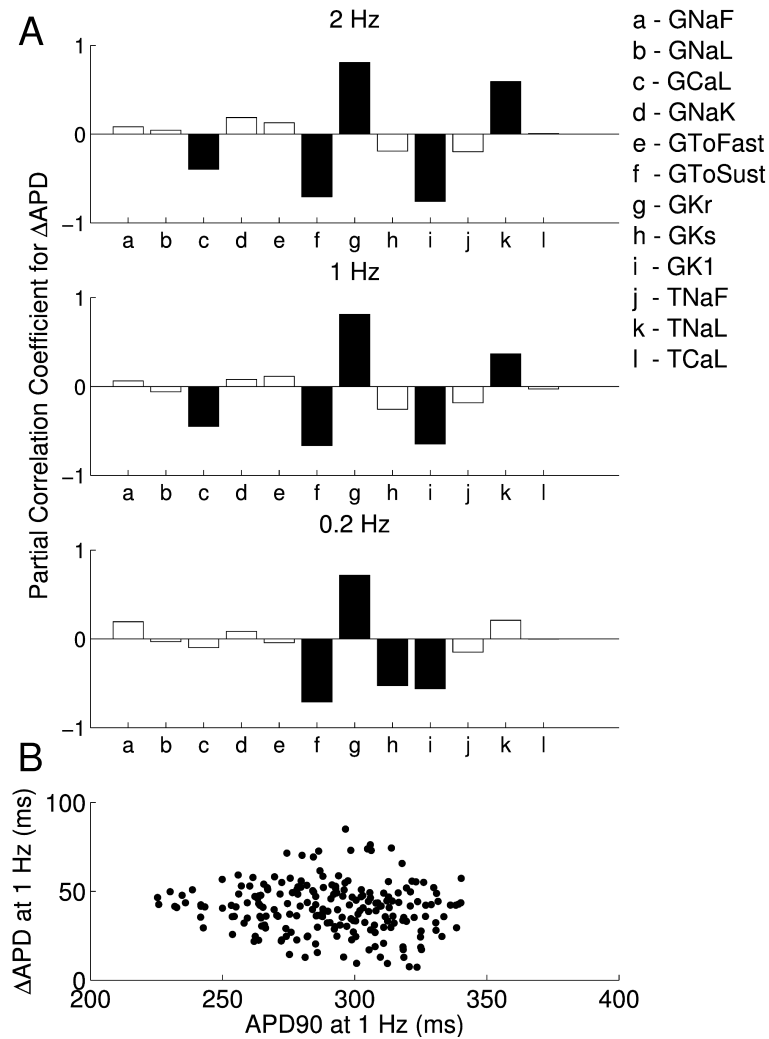 A
2 Hz
1
0
−1
a b c d e f g h i j k l
1 Hz
1
0
−1
a b c d e f g h i j k l
0.2 Hz
1
0
−1
a b c d e f g h i j k l
Partial Correlation Coefficient for ΔAPD
a - GNaF
b - GNaL
c - GCaL
d - GNaK
e - GToFast
f - GToSust
g - GKr
h - GKs
i - GK1
j - TNaF
k - TNaL
l - TCaL
B
100
50
0
ΔAPD at 1 Hz (ms)
200 250 300 350 400
APD90 at 1 Hz (ms)